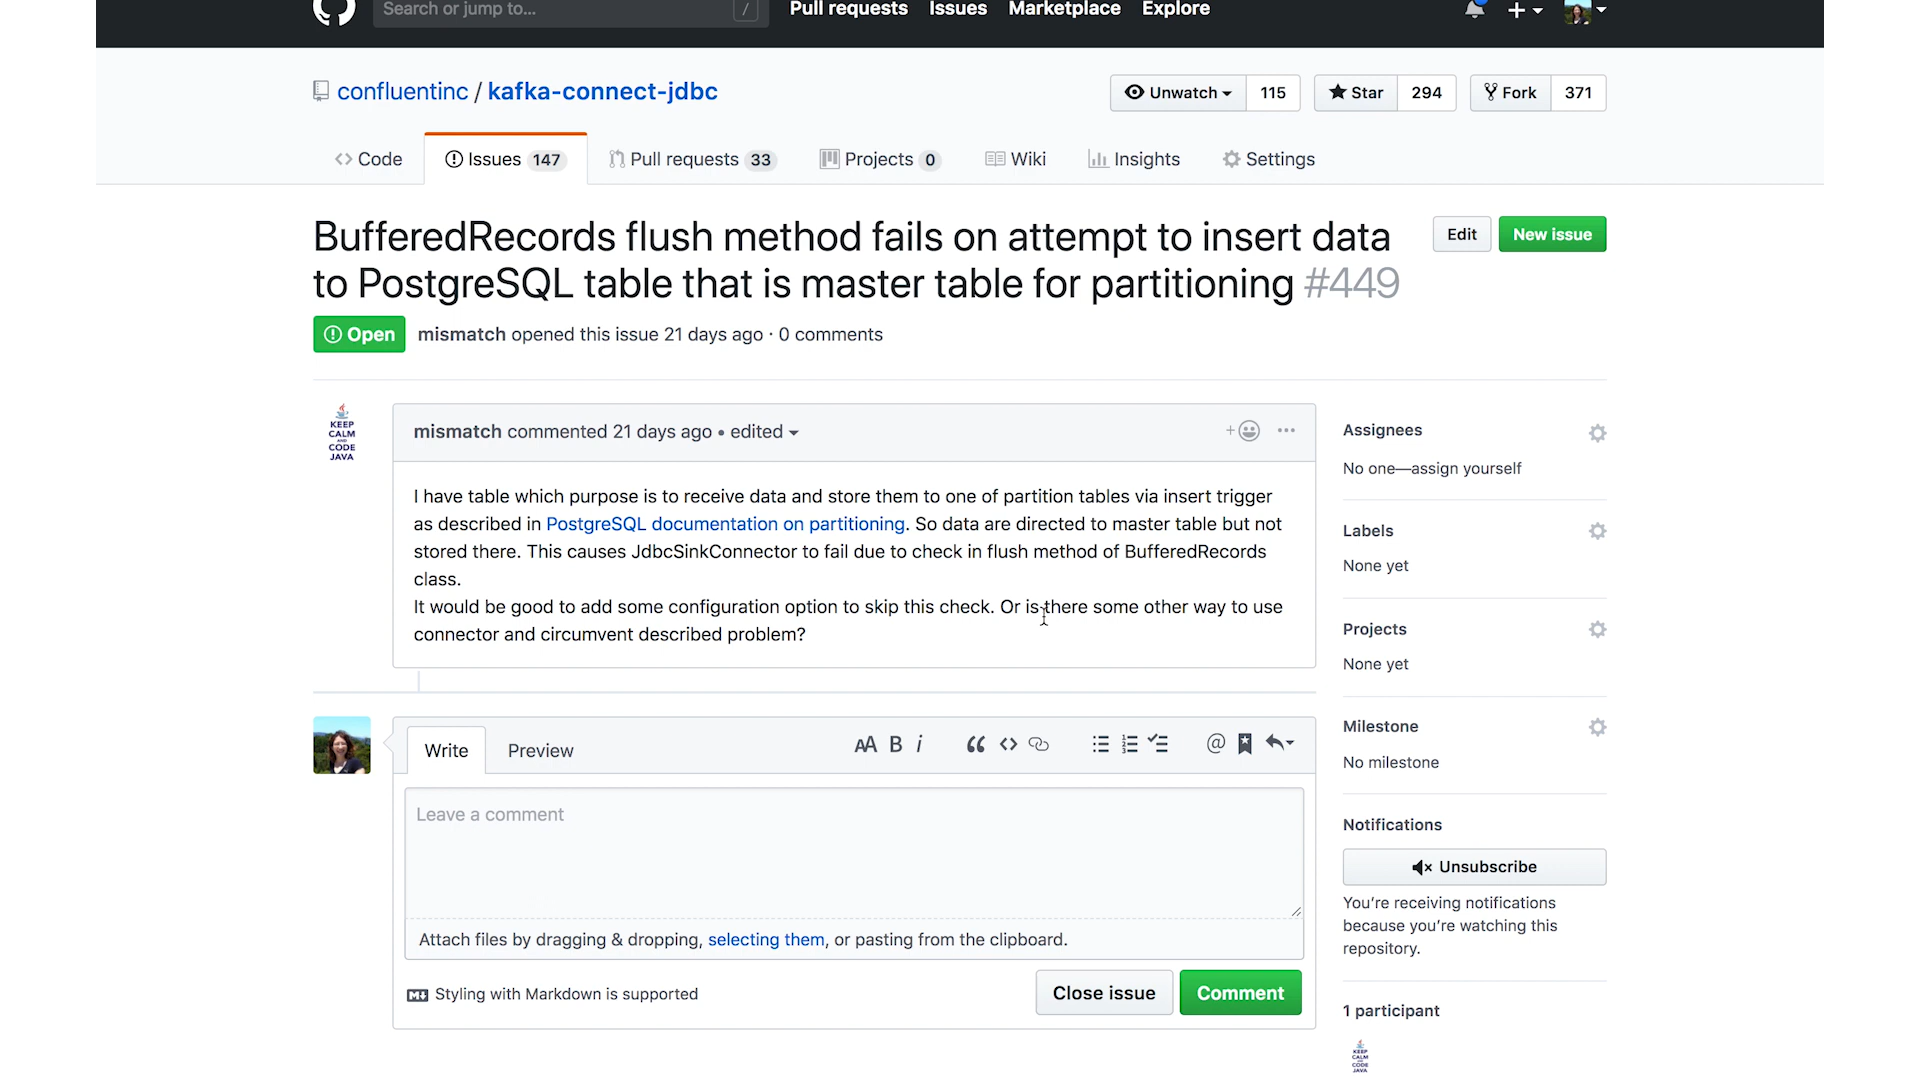 Search or jump to... /
Pull requests Issues Marketplace Explore
confluentinc / kafka-connect-jdbc
Unwatch 115 Star 294 Fork 371
Code Issues 147 Pull requests 33 Projects 0 Wiki Insights Settings
BufferedRecords flush method fails on attempt to insert data
to PostgreSQL table that is master table for partitioning #449
Edit New issue
Open mismatch opened this issue 21 days ago · 0 comments
KEEP
CALM
AND
CODE
JAVA
mismatch commented 21 days ago • edited
I have table which purpose is to receive data and store them to one of partition tables via insert trigger
as described in PostgreSQL documentation on partitioning. So data are directed to master table but not
stored there. This causes JdbcSinkConnector to fail due to check in flush method of BufferedRecords
class.
It would be good to add some configuration option to skip this check. Or is there some other way to use
connector and circumvent described problem?
Write Preview
AA B i
Leave a comment
Attach files by dragging & dropping, selecting them, or pasting from the clipboard.
Styling with Markdown is supported
Close issue Comment
Assignees
No one—assign yourself
Labels
None yet
Projects
None yet
Milestone
No milestone
Notifications
Unsubscribe
You're receiving notifications
because you're watching this
repository.
1 participant
KEEP
CALM
AND
CODE
JAVA